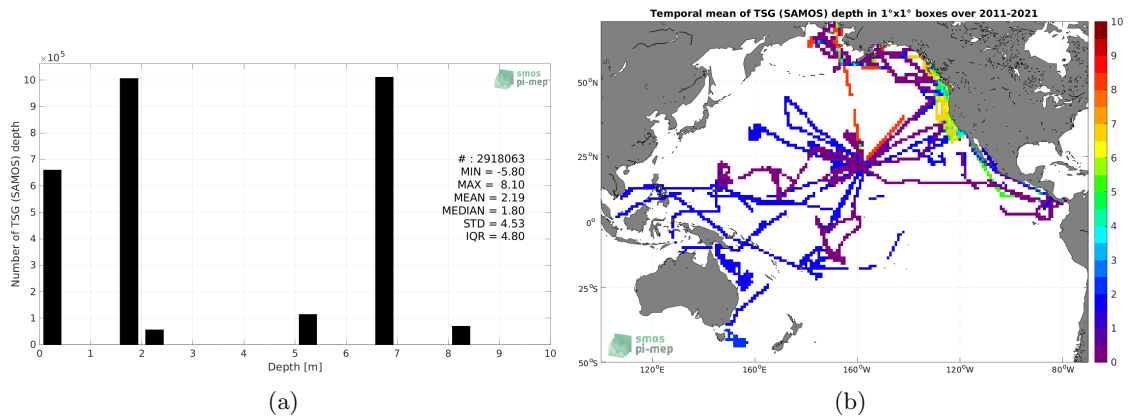 ×10⁵
10
9
8
7
6
5
4
3
2
1
0
Number of TSG (SAMOS) depth
smos
pi-mep
# : 2918063
MIN = -5.80
MAX = 8.10
MEAN = 2.19
MEDIAN = 1.80
STD = 4.53
IQR = 4.80
0 1 2 3 4 5 6 7 8 9 10
Depth [m]
(a)
Temporal mean of TSG (SAMOS) depth in 1°x1° boxes over 2011-2021
50°N
25°N
0°
25°S
50°S
smos
pi-mep
120°E 160°E 160°W 120°W 80°W
10
9
8
7
6
5
4
3
2
1
0
(b)